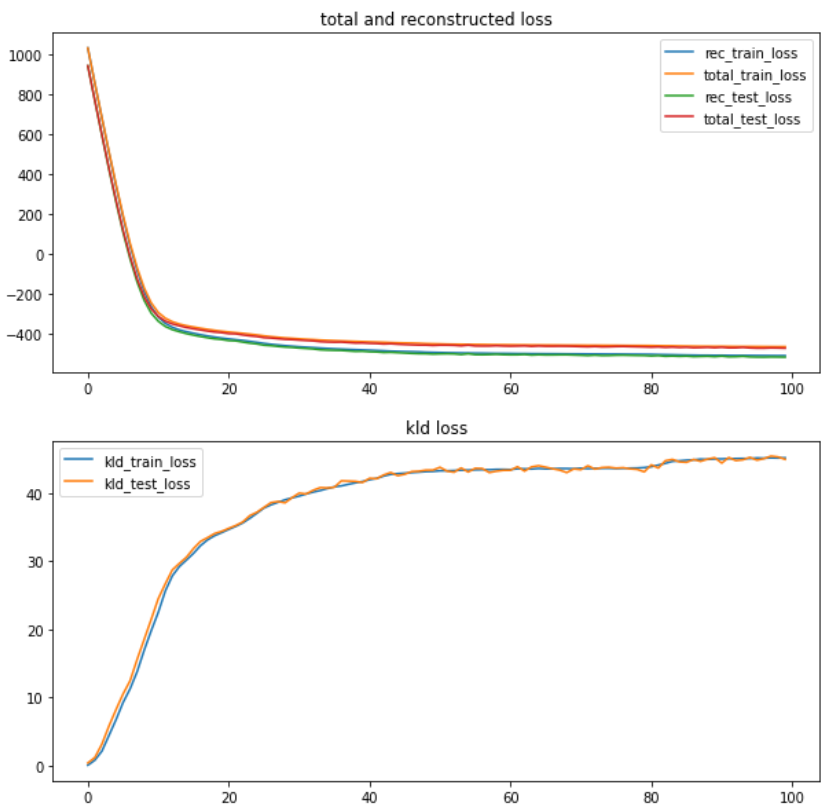 total and reconstructed loss
1000
800
600
400
200
0
−200
−400
rec_train_loss
total_train_loss
rec_test_loss
total_test_loss
0 20 40 60 80 100
kld loss
kld_train_loss
kld_test_loss
40
30
20
10
0
0 20 40 60 80 100